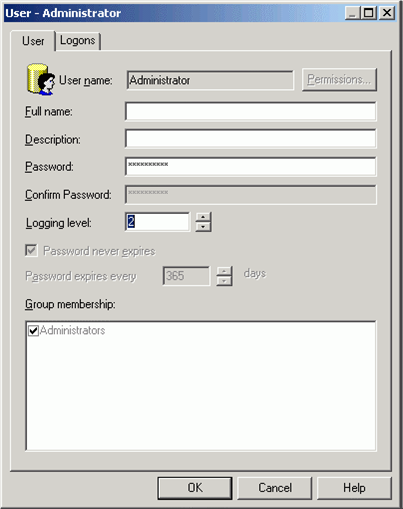 User - Administrator
User Logons
User name: Administrator Permissions...
Full name:
Description:
Password: **********
Confirm Password: **********
Logging level: 2
Password never expires
Password expires every 365 days
Group membership:
Administrators
OK Cancel Help